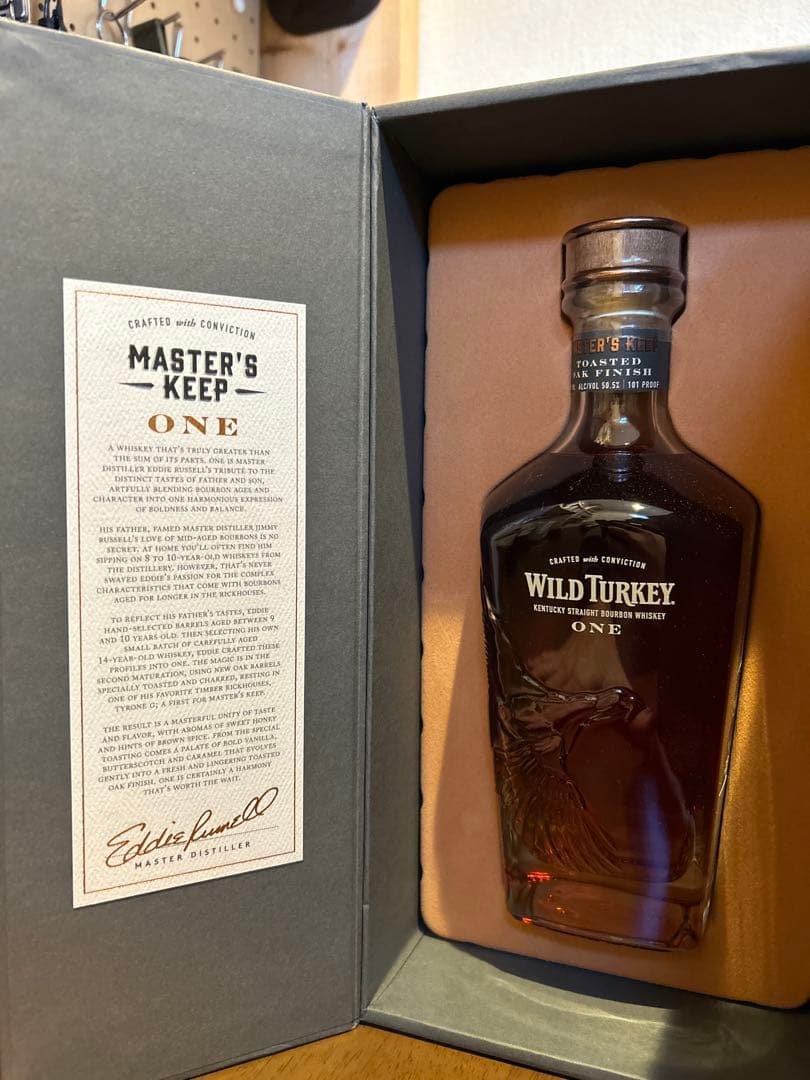 CRAFTED with CONVICTION
MASTER'S
KEEP
ONE
A WHISKEY THAT'S TRULY GREATER THAN
THE SUM OF ITS PARTS. ONE IS MASTER
DISTILLER EDDIE RUSSELL'S TRIBUTE TO THE
DISTINCT TASTES OF FATHER AND SON,
ARTFULLY BLENDING BOURBON AGES AND
CHARACTER INTO ONE HARMONIOUS EXPRESSION
OF BOLDNESS AND BALANCE.
HIS FATHER, FAMED MASTER DISTILLER JIMMY
RUSSELL'S LOVE OF MID-AGED BOURBONS IS NO
SECRET. AT HOME YOU'LL OFTEN FIND HIM
SIPPING ON 8 TO 10-YEAR-OLD WHISKEYS FROM
THE DISTILLERY. HOWEVER, THAT'S NEVER
SWAYED EDDIE'S PASSION FOR THE COMPLEX
CHARACTERISTICS THAT COME WITH BOURBONS
AGED FOR LONGER IN THE RICKHOUSES.
TO REFLECT HIS FATHER'S TASTES, EDDIE
HAND-SELECTED BARRELS AGED BETWEEN 9
AND 10 YEARS-OLD. THEN SELECTING HIS OWN
SMALL BATCH OF CAREFULLY AGED
14-YEAR-OLD WHISKEY, EDDIE CRAFTED THESE
PROFILES INTO ONE. THE MAGIC IS IN THE
SECOND MATURATION, USING NEW OAK BARRELS
SPECIALLY TOASTED AND CHARRED, RESTING IN
ONE OF HIS FAVORITE TIMBER RICKHOUSES,
TYRONE G; A FIRST FOR MASTER'S KEEP.
THE RESULT IS A MASTERFUL UNITY OF TASTE
AND FLAVOR, WITH AROMAS OF SWEET HONEY
AND HINTS OF BROWN SPICE. FROM THE SPECIAL
TOASTING COMES A PALATE OF BOLD VANILLA,
BUTTERSCOTCH AND CARAMEL THAT EVOLVES
GENTLY INTO A FRESH AND LINGERING TOASTED
OAK FINISH. ONE IS CERTAINLY A HARMONY
THAT'S WORTH THE WAIT.
Eddie Russell
MASTER DISTILLER
STER'S KEEP
TOASTED
OAK FINISH
ALC/VOL 50.5% | 101 PROOF
CRAFTED with CONVICTION
WILD TURKEY.
KENTUCKY STRAIGHT BOURBON WHISKEY
ONE